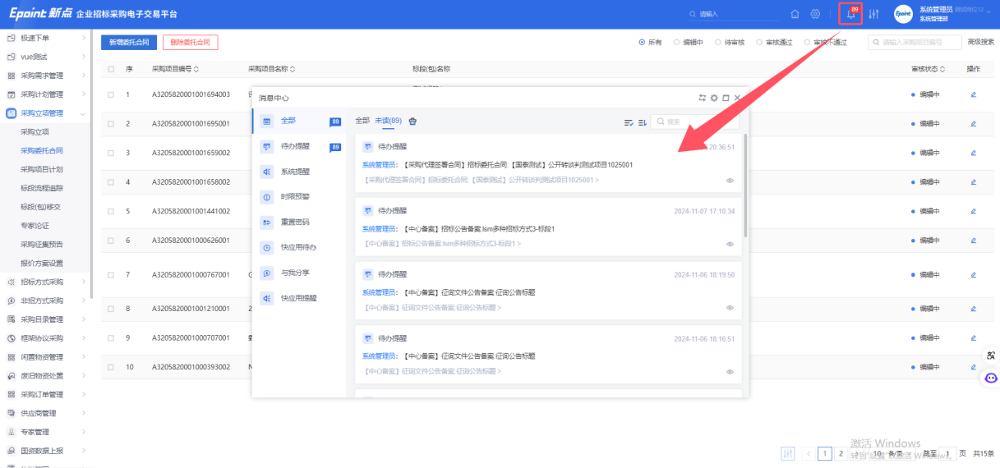 Epoint 新点 企业招标采购电子交易平台
请输入
89
Epoint
系统管理员 测试岗位12
系统管理部
极速下单
vue测试
采购需求管理
采购计划管理
采购立项管理
采购立项
采购委托合同
采购项目计划
标段流程追踪
标段(包)移交
专家论证
采购征集预告
报价方案设置
招标方式采购
非招方式采购
采购目录管理
框架协议采购
闲置物资管理
废旧物资处置
采购订单管理
供应商管理
专家管理
国资数据上报
新增委托合同
删除委托合同
所有
编辑中
待审核
审核通过
审核不通过
请输入采购项目编号
高级搜索
序
采购项目编号
采购项目名称
标段(包)名称
审核状态
操作
1 A3205820001001694003 编辑中
2 A3205820001001695001 编辑中
3 A3205820001001659002 编辑中
4 A3205820001001658002 编辑中
5 A3205820001001441002 编辑中
6 A3205820001000626001 编辑中
7 A3205820001000767001 编辑中
8 A3205820001001210001 2 编辑中
9 A3205820001000707001 编辑中
10 A3205820001000393002 编辑中
消息中心
全部 89
待办提醒 89
系统提醒
时限预警
重置密码
快应用待办
与我分享
快应用提醒
全部 未读(89)
搜索
待办提醒 20:36:51
系统管理员: 【采购代理签署合同】招标委托合同:【国泰测试】公开转谈判测试项目1025001
【采购代理签署合同】招标委托合同:【国泰测试】公开转谈判测试项目1025001 >
待办提醒 2024-11-07 17:10:34
系统管理员: 【中心备案】招标公告备案:lsm多种招标方式3-标段1
【中心备案】招标公告备案:lsm多种招标方式3-标段1 >
待办提醒 2024-11-06 18:19:50
系统管理员: 【中心备案】征询文件公告备案:征询公告标题
【中心备案】征询文件公告备案:征询公告标题 >
待办提醒 2024-11-06 18:16:51
系统管理员: 【中心备案】征询文件公告备案:征询公告标题
【中心备案】征询文件公告备案:征询公告标题 >
激活 Windows
转到"设置"以激活 Windows。
1 2 10 条/页 跳至 1 页 共15条